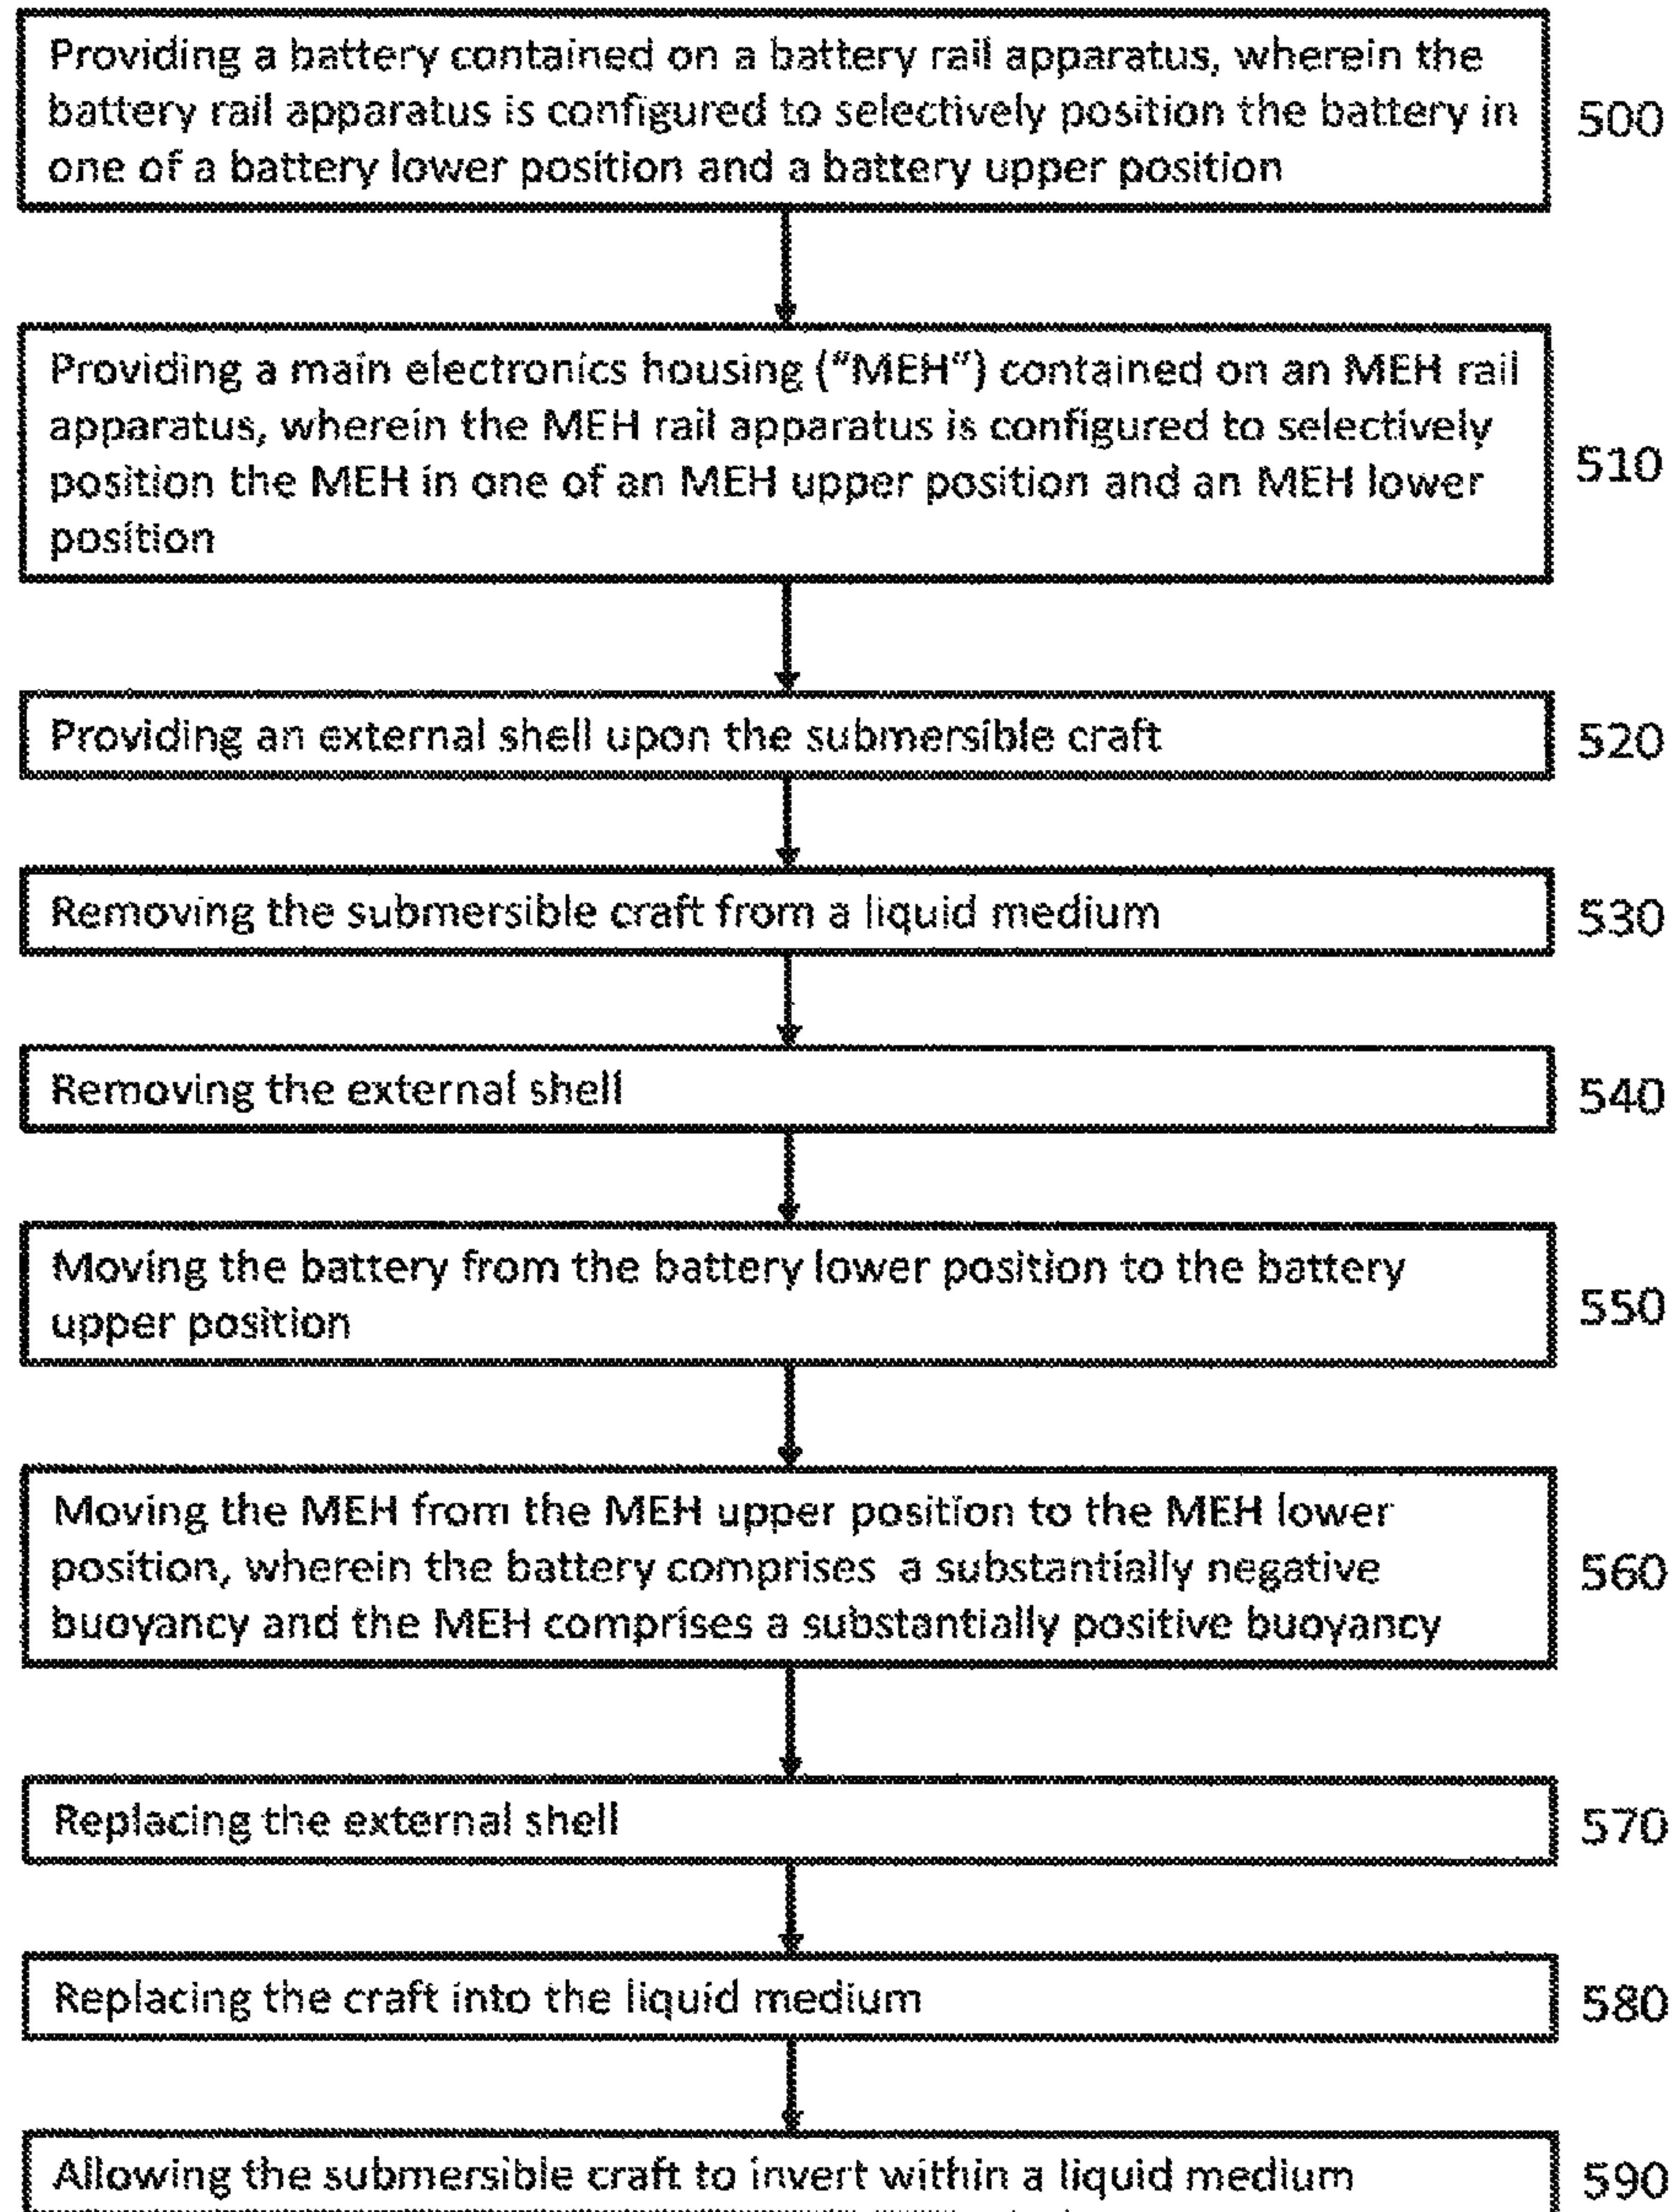 Providing a battery contained on a battery rail apparatus, wherein the
battery rail apparatus is configured to selectively position the battery in
one of a battery lower position and a battery upper position
500
Providing a main electronics housing (“MEH”) contained on an MEH rail
apparatus, wherein the MEH rail apparatus is configured to selectively
position the MEH in one of an MEH upper position and an MEH lower
position
510
Providing an external shell upon the submersible craft
520
Removing the submersible craft from a liquid medium
530
Removing the external shell
540
Moving the battery from the battery lower position to the battery
upper position
550
Moving the MEH from the MEH upper position to the MEH lower
position, wherein the battery comprises a substantially negative
buoyancy and the MEH comprises a substantially positive buoyancy
560
Replacing the external shell
570
Replacing the craft into the liquid medium
580
Allowing the submersible craft to invert within a liquid medium
590